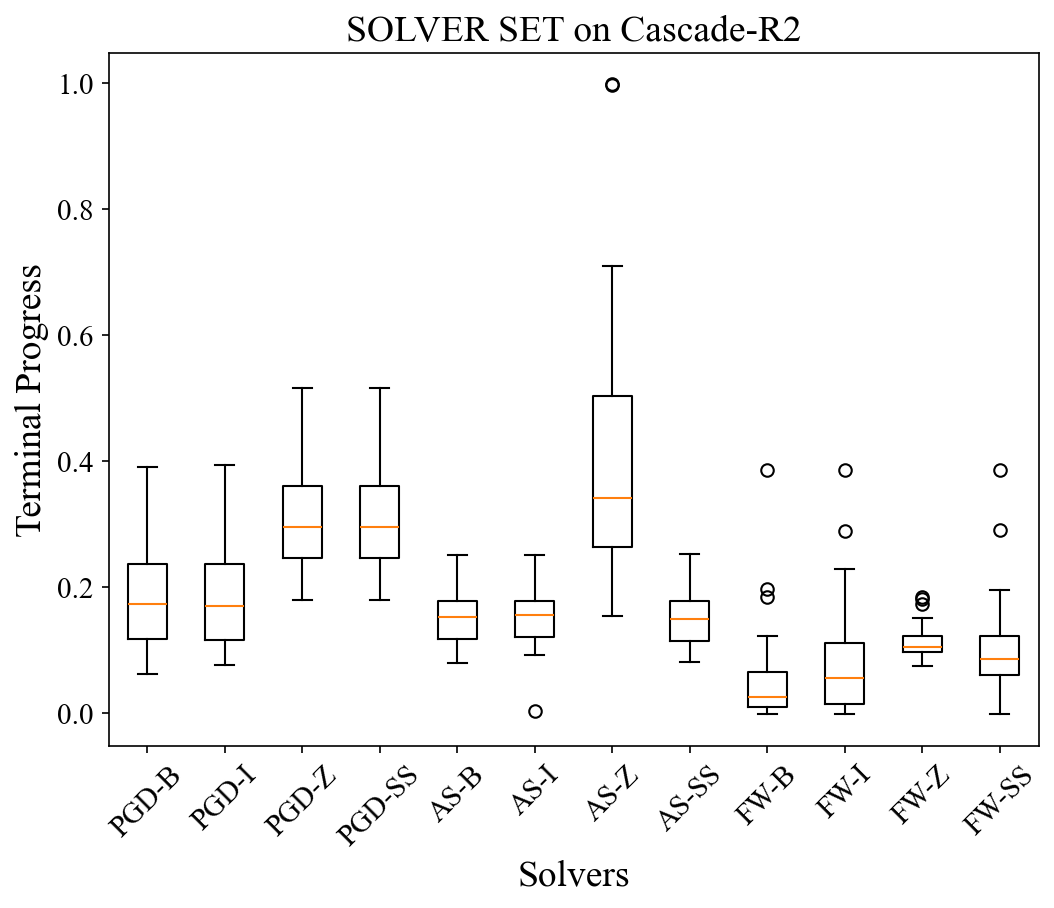 SOLVER SET on Cascade-R2
Terminal Progress
1.0
0.8
0.6
0.4
0.2
0.0
PGD-B
PGD-I
PGD-Z
PGD-SS
AS-B
AS-I
AS-Z
AS-SS
FW-B
FW-I
FW-Z
FW-SS
Solvers